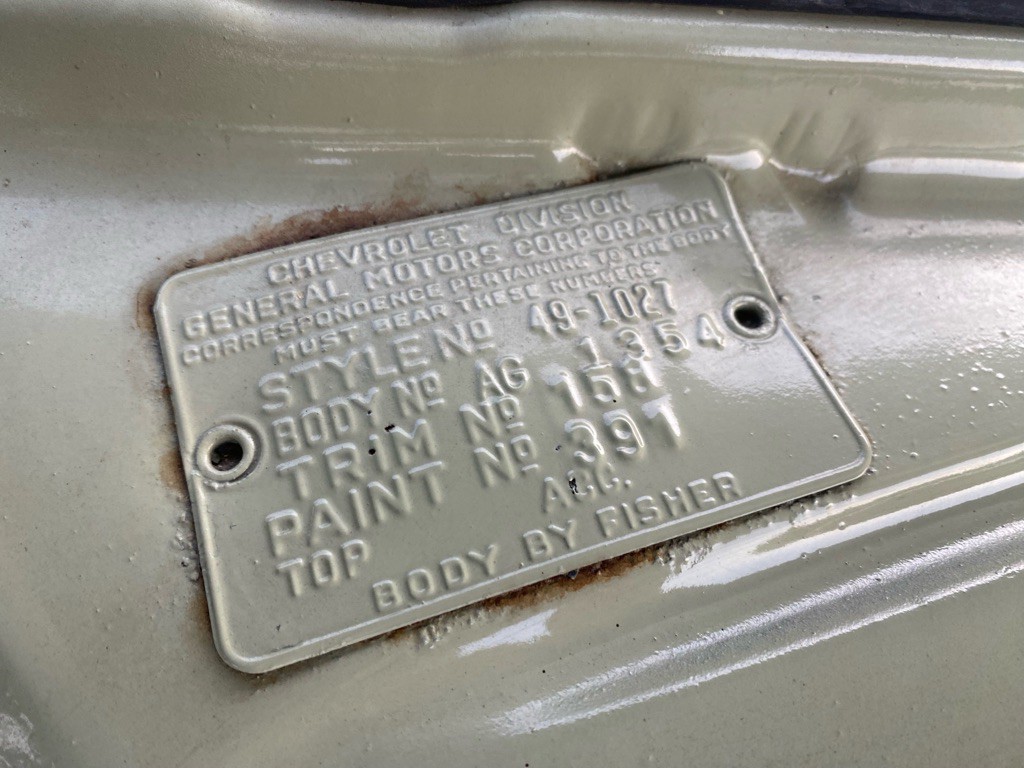 CHEVROLET DIVISION
GENERAL MOTORS CORPORATION
CORRESPONDENCE PERTAINING TO THE BODY
MUST BEAR THESE NUMBERS
STYLE NO 49-1027
BODY NO AG 1354
TRIM NO 158
PAINT NO 397
TOP ACC.
BODY BY FISHER